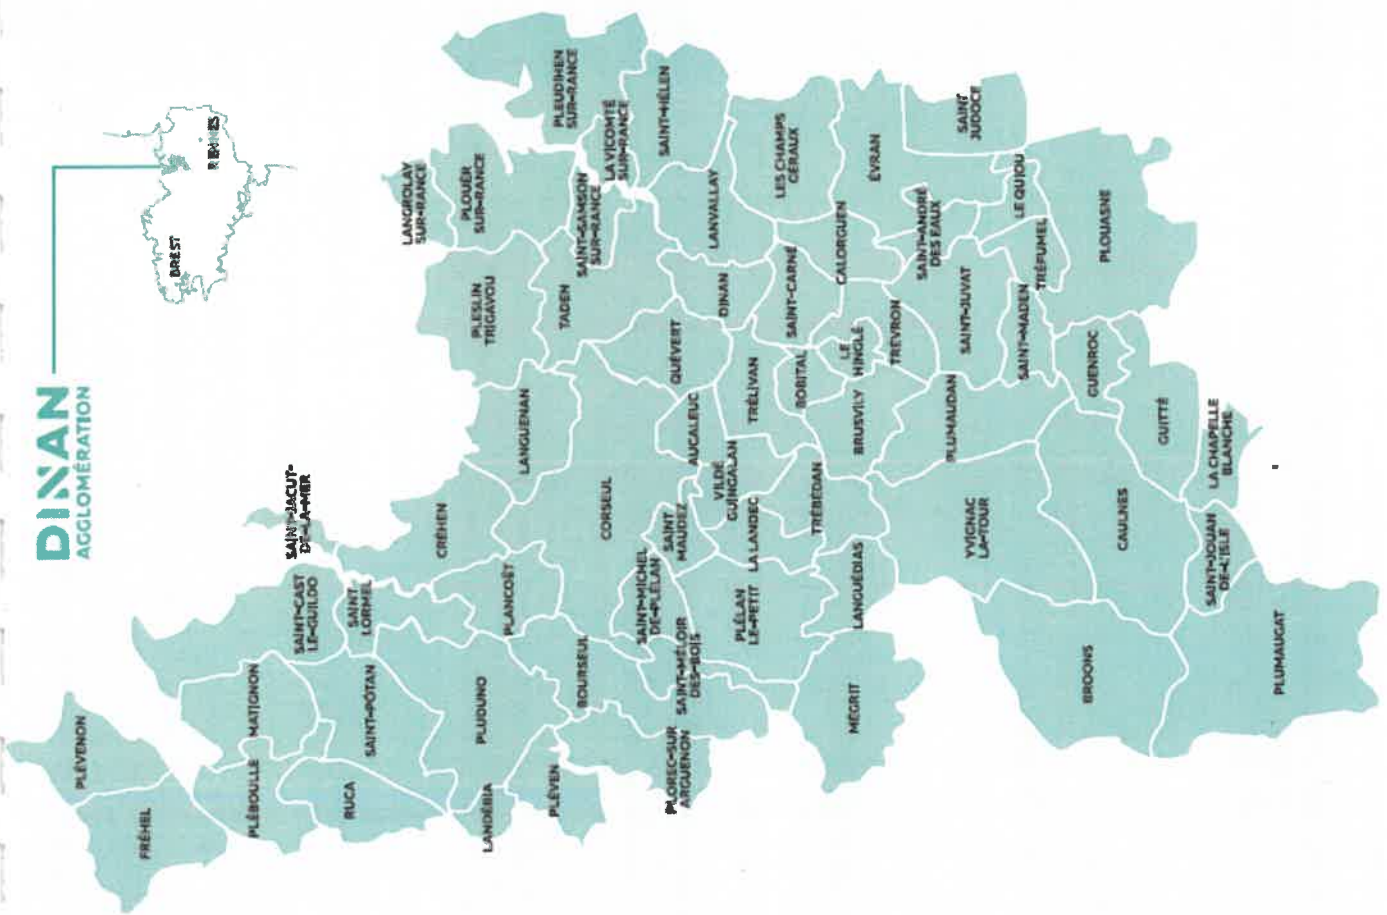 DINAN
AGGLOMÉRATION
BREST
RENNES
PLÉVENON
FRÉHEL
SAINT-JACUT-
DE-LA-MER
SAINT-CAST
LE-GUILDO
MATIGNON
PLÉBOULLE
SAINT
LORMEL
SAINT-PÔTAN
RUCA
LANGROLAY
SUR-RANCE
PLOUËR
SUR-RANCE
PLEUDIHEN
SUR-RANCE
LA VICOMTÉ
SUR-RANCE
SAINT-HÉLEN
SAINT-SAMSON
SUR-RANCE
PLESLIN
TRIGAVOU
TADEN
LANGUENAN
CRÉHEN
PLANCOËT
PLUDUNO
LANDÉBIA
PLÉVEN
BOURSEUL
CORSEUL
QUÉVERT
DINAN
LANVALLAY
LES CHAMPS
GÉRAUX
AUCALEUC
VILDÉ
GUINGALAN
SAINT
MAUDEZ
SAINT-MICHEL
DE-PLÉLAN
SAINT-MÉLOIR
DES-BOIS
PLOREC-SUR
ARGUENON
TRÉLIVAN
SAINT-CARNÉ
BOBITAL
LE
HINGLÉ
CALORGUEN
ÉVRAN
SAINT
JUDOCE
LA LANDEC
PLÉLAN
LE-PETIT
TRÉBÉDAN
BRUSVILY
TRÉVRON
SAINT-ANDRÉ
DES EAUX
LANGUÉDIAS
MÉGRIT
PLUMAUDAN
SAINT-JUVAT
LE QUIOU
TRÉFUMEL
SAINT-MADEN
YVIGNAC
LA-TOUR
GUENROC
PLOUASNE
BROONS
CAULNES
GUITTÉ
LA CHAPELLE
BLANCHE
SAINT-JOUAN
DE-L'ISLE
PLUMAUGAT